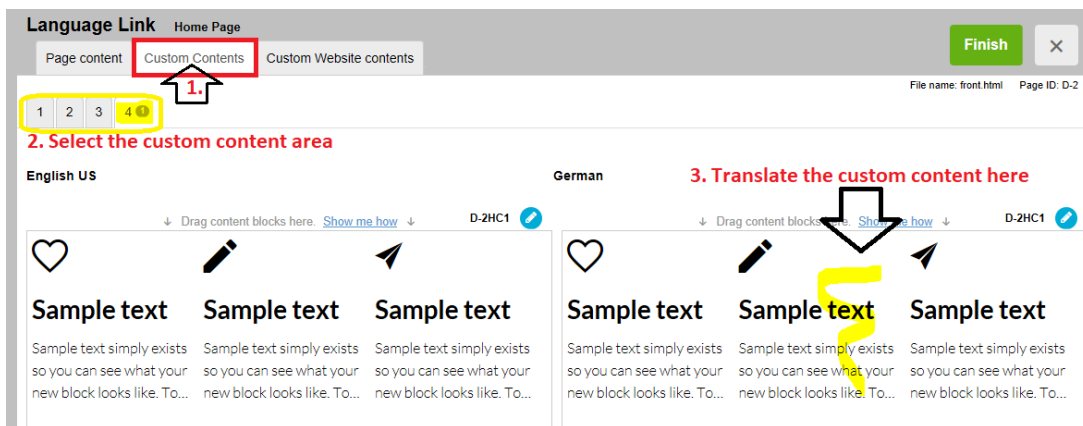 Language Link Home Page
Finish
Page content Custom Contents Custom Website contents
1.
File name: front.html Page ID: D-2
1 2 3 4 1
2. Select the custom content area
English US
German
3. Translate the custom content here
↓ Drag content blocks here. Show me how ↓ D-2HC1
↓ Drag content blocks here. Show me how ↓ D-2HC1
Sample text Sample text Sample text
Sample text Sample text Sample text
Sample text simply exists Sample text simply exists Sample text simply exists
so you can see what your so you can see what your so you can see what your
new block looks like. To... new block looks like. To... new block looks like. To...
Sample text simply exists Sample text simply exists Sample text simply exists
so you can see what your so you can see what your so you can see what your
new block looks like. To... new block looks like. To... new block looks like. To...